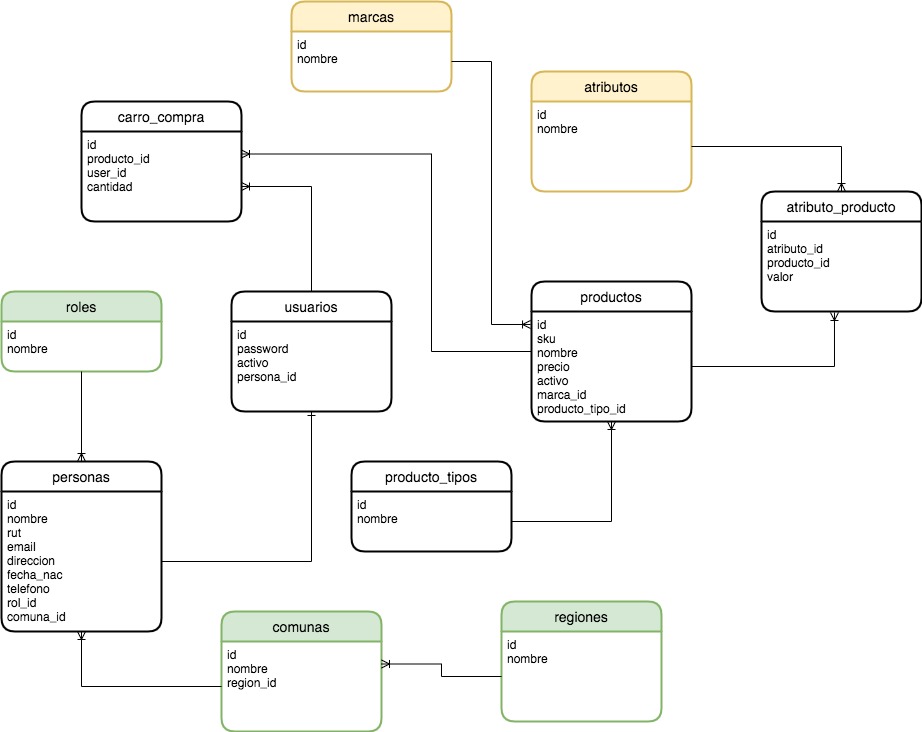 marcas
id
nombre
atributos
id
nombre
carro_compra
id
producto_id
user_id
cantidad
atributo_producto
id
atributo_id
producto_id
valor
roles
id
nombre
usuarios
id
password
activo
persona_id
productos
id
sku
nombre
precio
activo
marca_id
producto_tipo_id
personas
id
nombre
rut
email
direccion
fecha_nac
telefono
rol_id
comuna_id
producto_tipos
id
nombre
comunas
id
nombre
region_id
regiones
id
nombre